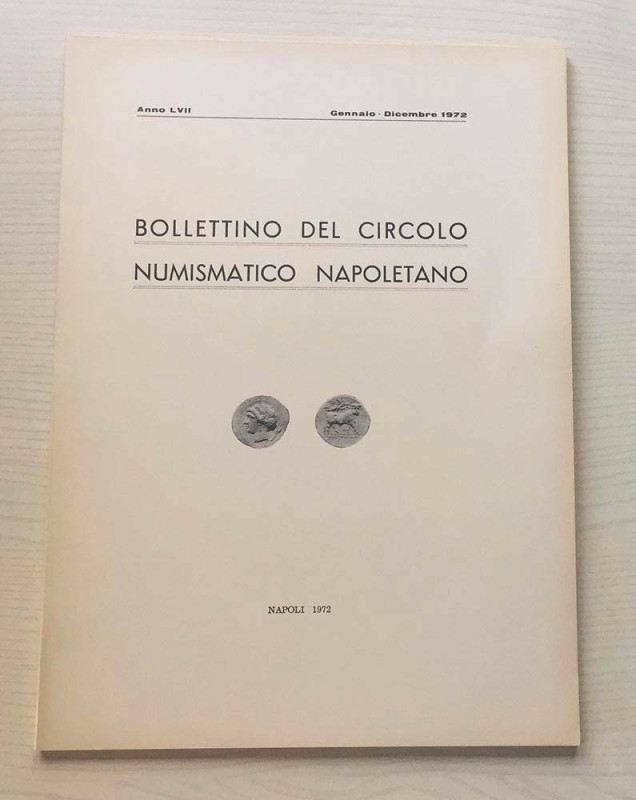 Anno LVII Gennaio - Dicembre 1972
BOLLETTINO DEL CIRCOLO
NUMISMATICO NAPOLETANO
NAPOLI 1972